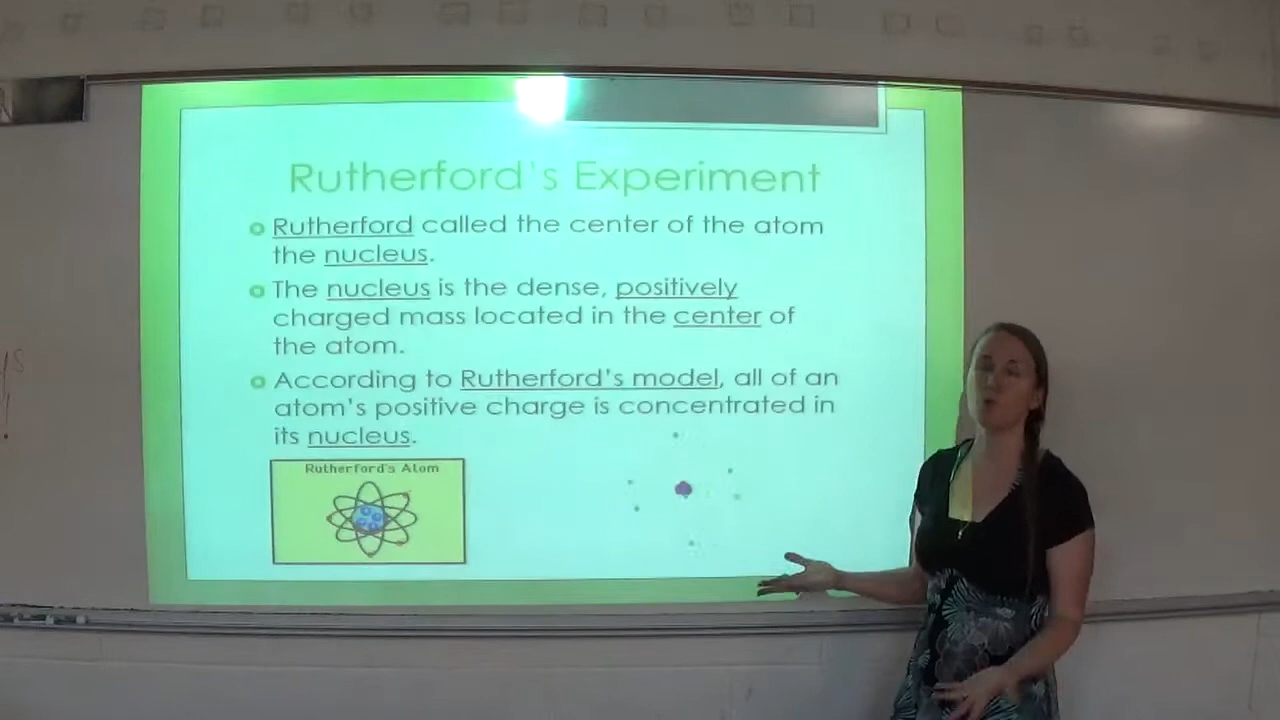 Rutherford's Experiment
Rutherford called the center of the atom
the nucleus.
The nucleus is the dense, positively
charged mass located in the center of
the atom.
According to Rutherford's model, all of an
atom's positive charge is concentrated in
its nucleus.
Rutherford's Atom